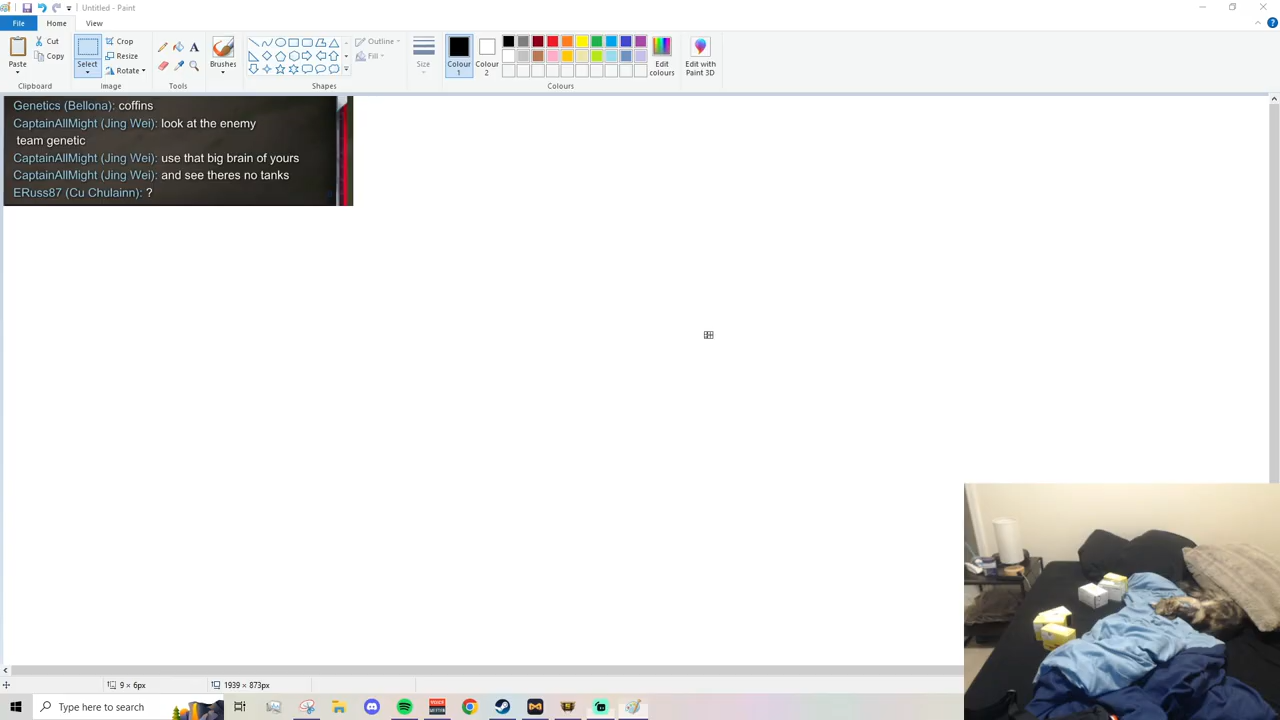 Untitled - Paint
File Home View
Cut
Copy
Paste
Clipboard
Select
Crop
Resize
Rotate
Image
Tools
Brushes
Outline
Fill
Shapes
Size
Colour 1
Colour 2
Edit colours
Edit with Paint 3D
Colours
Genetics (Bellona): coffins
CaptainAllMight (Jing Wei): look at the enemy
team genetic
CaptainAllMight (Jing Wei): use that big brain of yours
CaptainAllMight (Jing Wei): and see theres no tanks
ERuss87 (Cu Chulainn): ?
9 × 6px
1939 × 873px
Type here to search